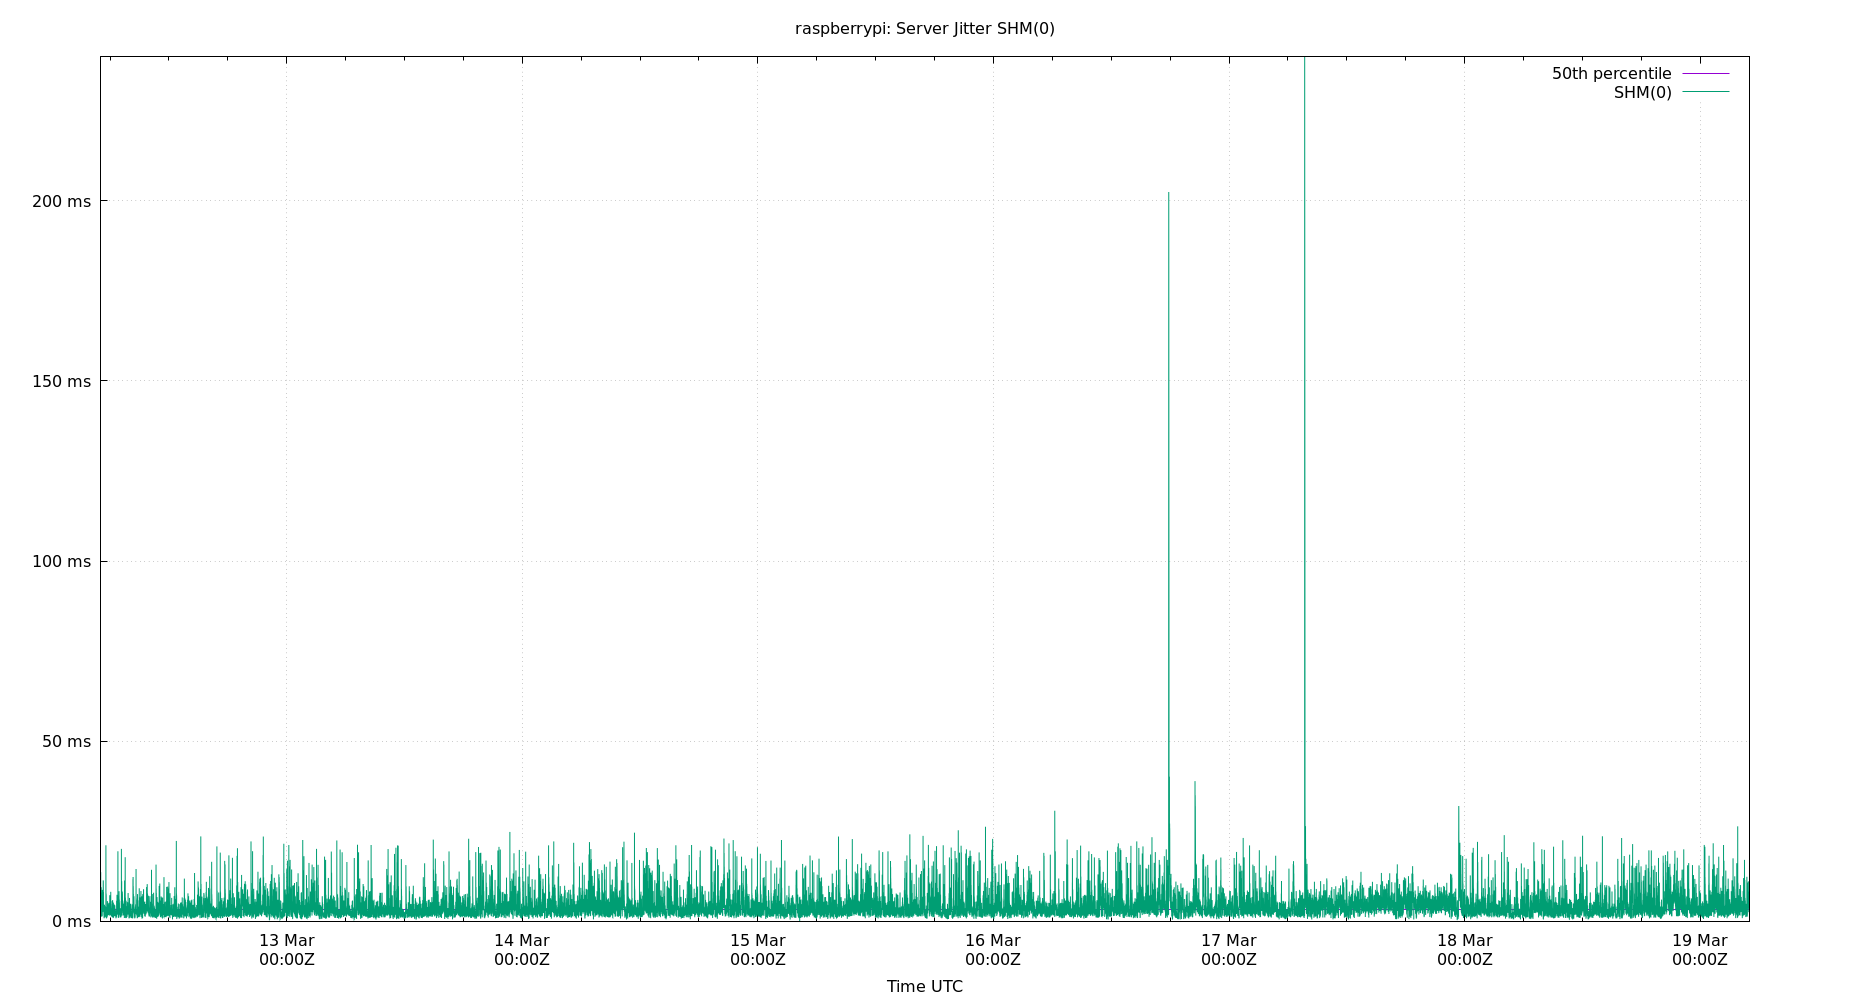 raspberrypi: Server Jitter SHM(0)
50th percentile
SHM(0)
200 ms
150 ms
100 ms
50 ms
0 ms
13 Mar 14 Mar 15 Mar 16 Mar 17 Mar 18 Mar 19 Mar
00:00Z 00:00Z 00:00Z 00:00Z 00:00Z 00:00Z 00:00Z
Time UTC